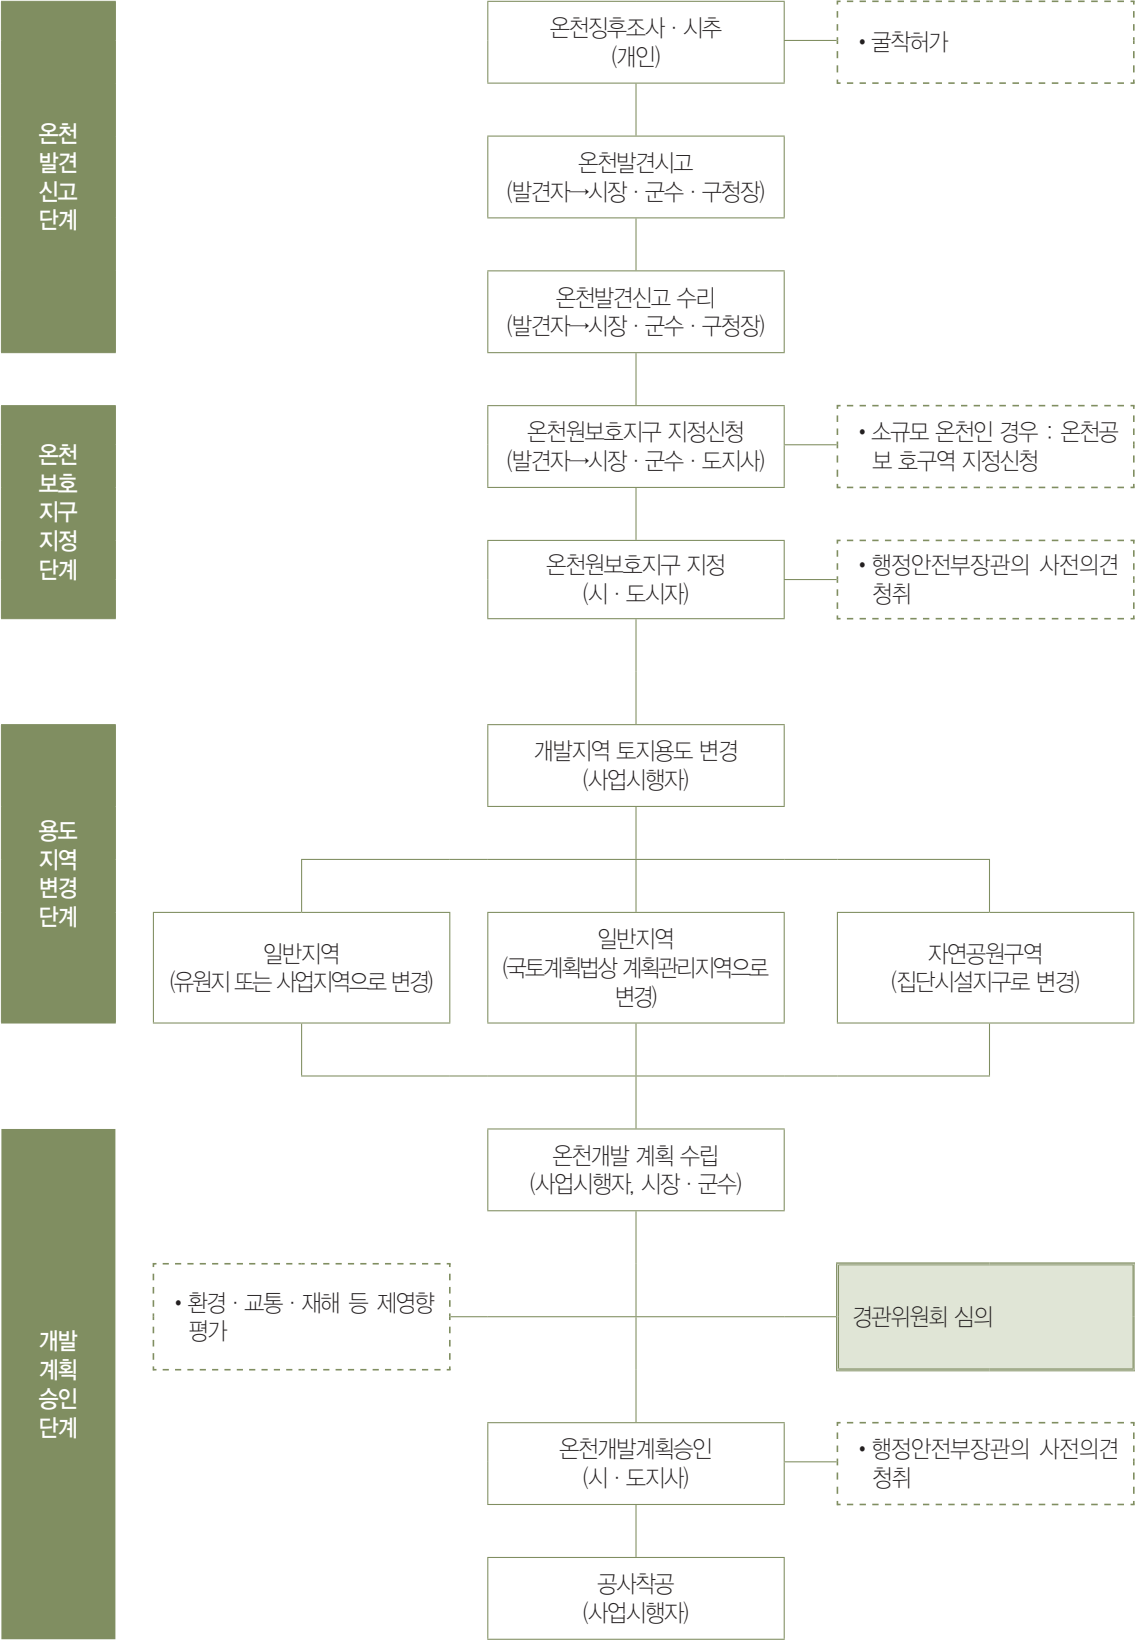 온천
발견
신고
단계
온천징후조사 · 시추
(개인)
• 굴착허가
온천발견시고
(발견자→시장 · 군수 · 구청장)
온천발견신고 수리
(발견자→시장 · 군수 · 구청장)
온천
보호
지구
지정
단계
온천원보호지구 지정신청
(발견자→시장 · 군수 · 도지사)
• 소규모 온천인 경우 : 온천공
보 호구역 지정신청
온천원보호지구 지정
(시 · 도시자)
• 행정안전부장관의 사전의견
청취
용도
지역
변경
단계
개발지역 토지용도 변경
(사업시행자)
일반지역
(유원지 또는 사업지역으로 변경)
일반지역
(국토계획법상 계획관리지역으로
변경)
자연공원구역
(집단시설지구로 변경)
개발
계획
승인
단계
온천개발 계획 수립
(사업시행자, 시장 · 군수)
• 환경 · 교통 · 재해 등 제영향
평가
경관위원회 심의
온천개발계획승인
(시 · 도지사)
• 행정안전부장관의 사전의견
청취
공사착공
(사업시행자)